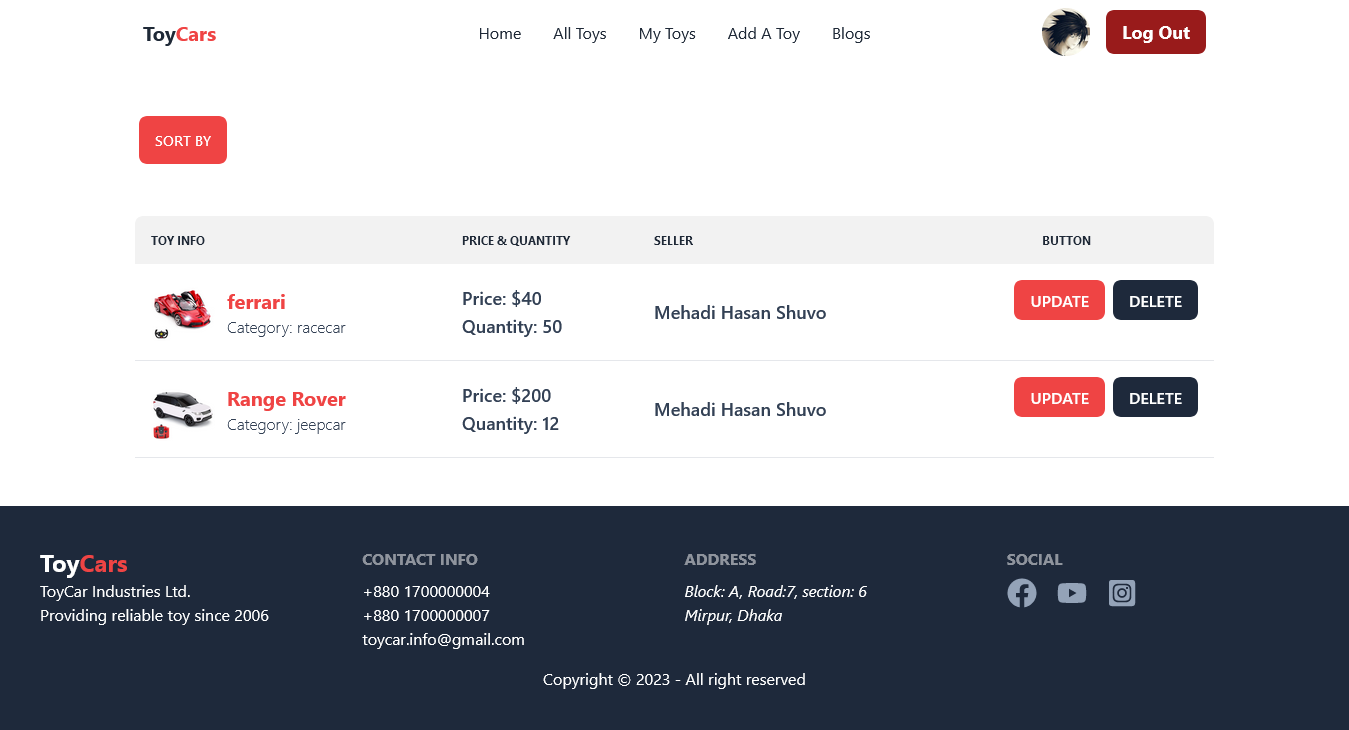 ToyCars Home All Toys My Toys Add A Toy Blogs Log Out
SORT BY
TOY INFO PRICE & QUANTITY SELLER BUTTON
ferrari
Category: racecar
Price: $40
Quantity: 50
Mehadi Hasan Shuvo
UPDATE DELETE
Range Rover
Category: jeepcar
Price: $200
Quantity: 12
Mehadi Hasan Shuvo
UPDATE DELETE
ToyCars
ToyCar Industries Ltd.
Providing reliable toy since 2006
CONTACT INFO
+880 1700000004
+880 1700000007
toycar.info@gmail.com
ADDRESS
Block: A, Road:7, section: 6
Mirpur, Dhaka
SOCIAL
Copyright © 2023 - All right reserved